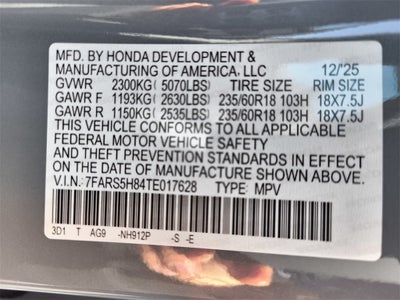 MFD. BY HONDA DEVELOPMENT &
MANUFACTURING OF AMERICA, LLC 12/'25
GVWR 2300KG( 5070LBS) TIRE SIZE RIM SIZE
GAWR F 1193KG( 2630LBS) 235/60R18 103H 18X7.5J
GAWR R 1150KG( 2535LBS) 235/60R18 103H 18X7.5J
THIS VEHICLE CONFORMS TO ALL APPLICABLE
FEDERAL MOTOR VEHICLE SAFETY
AND THEFT PREVENTION STANDARDS IN EFFECT
ON THE DATE OF MANUFACTURE SHOWN ABOVE.
V.I.N.: 7FARS5H84TE017628 TYPE: MPV
3D1 T AG9 -NH912P -S -E